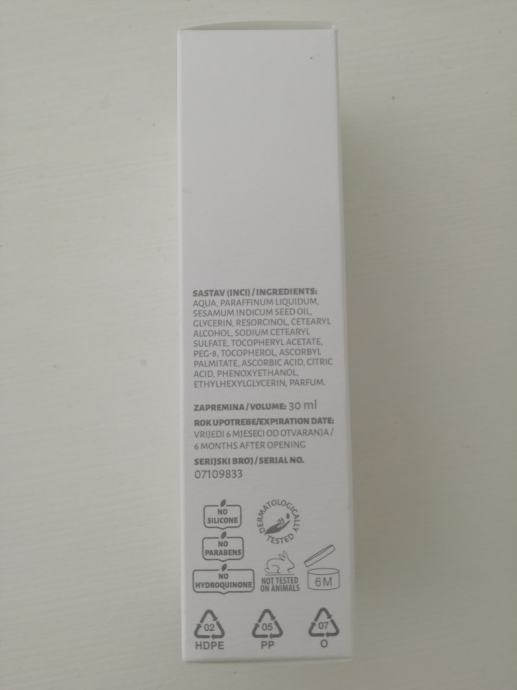 SASTAV (INCI) / INGREDIENTS:
AQUA, PARAFFINUM LIQUIDUM,
SESAMUM INDICUM SEED OIL,
GLYCERIN, RESORCINOL, CETEARYL
ALCOHOL, SODIUM CETEARYL
SULFATE, TOCOPHERYL ACETATE,
PEG-8, TOCOPHEROL, ASCORBYL
PALMITATE, ASCORBIC ACID, CITRIC
ACID, PHENOXYETHANOL,
ETHYLHEXYLGLYCERIN, PARFUM.
ZAPREMINA / VOLUME: 30 ml
ROK UPOTREBE/EXPIRATION DATE:
VRIJEDI 6 MJESECI OD OTVARANJA /
6 MONTHS AFTER OPENING
SERIJSKI BROJ / SERIAL NO.
07109833
NO
SILICONE
DERMATOLOGICALLY
TESTED
NO
PARABENS
NO
HYDROQUINONE
NOT TESTED
ON ANIMALS
6M
02
HDPE
05
PP
07
O